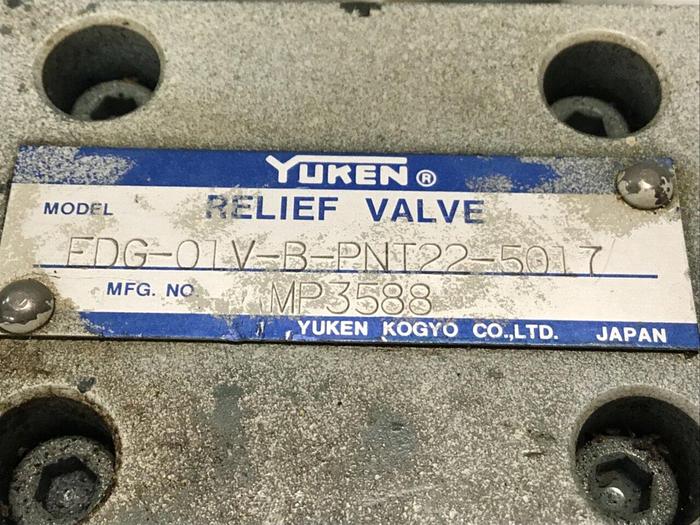 YUKEN ®
RELIEF VALVE
MODEL EDG-01V-B-PNT22-5017
MFG. NO MP3588
YUKEN KOGYO CO.,LTD. JAPAN